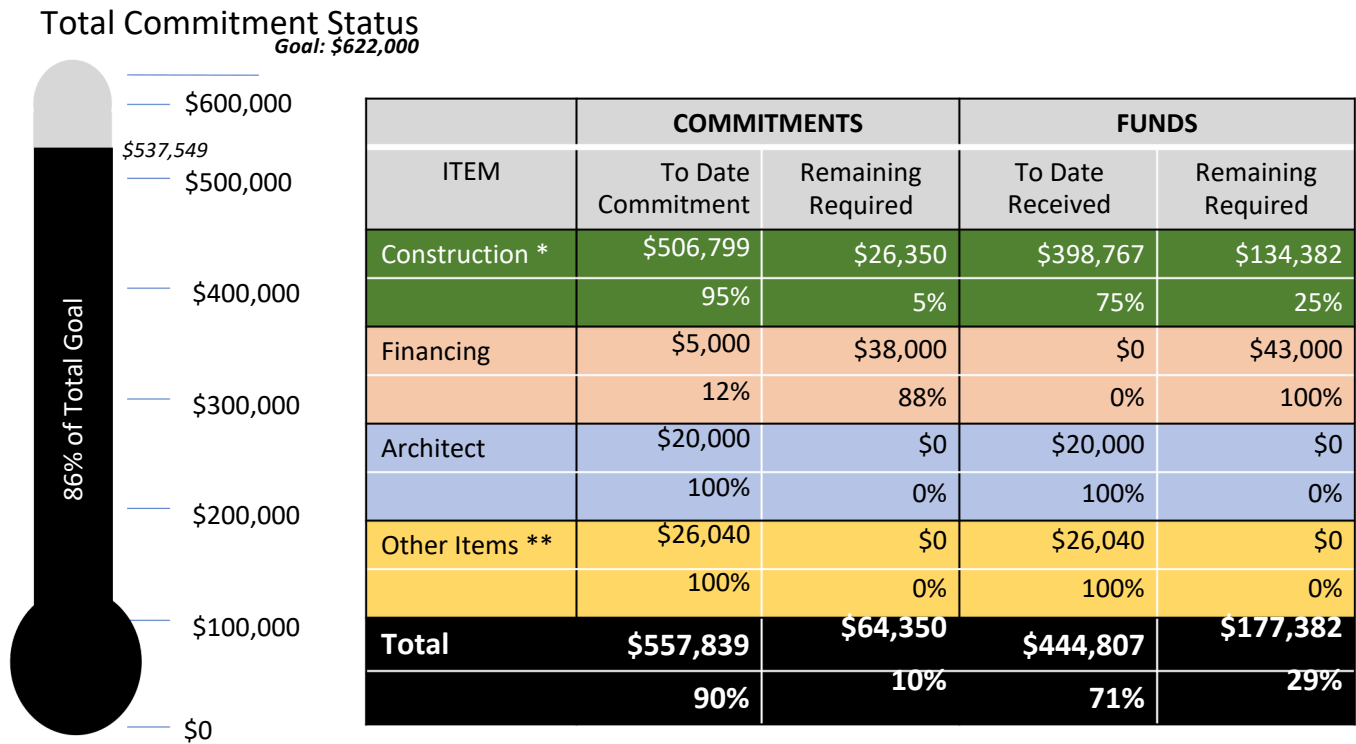 Total Commitment Status
Goal: $622,000
$600,000
$537,549
$500,000
$400,000
$300,000
$200,000
$100,000
$0
86% of Total Goal
COMMITMENTS FUNDS
ITEM To Date Commitment Remaining Required To Date Received Remaining Required
Construction * $506,799 $26,350 $398,767 $134,382
95% 5% 75% 25%
Financing $5,000 $38,000 $0 $43,000
12% 88% 0% 100%
Architect $20,000 $0 $20,000 $0
100% 0% 100% 0%
Other Items ** $26,040 $0 $26,040 $0
100% 0% 100% 0%
Total $557,839 $64,350 $444,807 $177,382
90% 10% 71% 29%